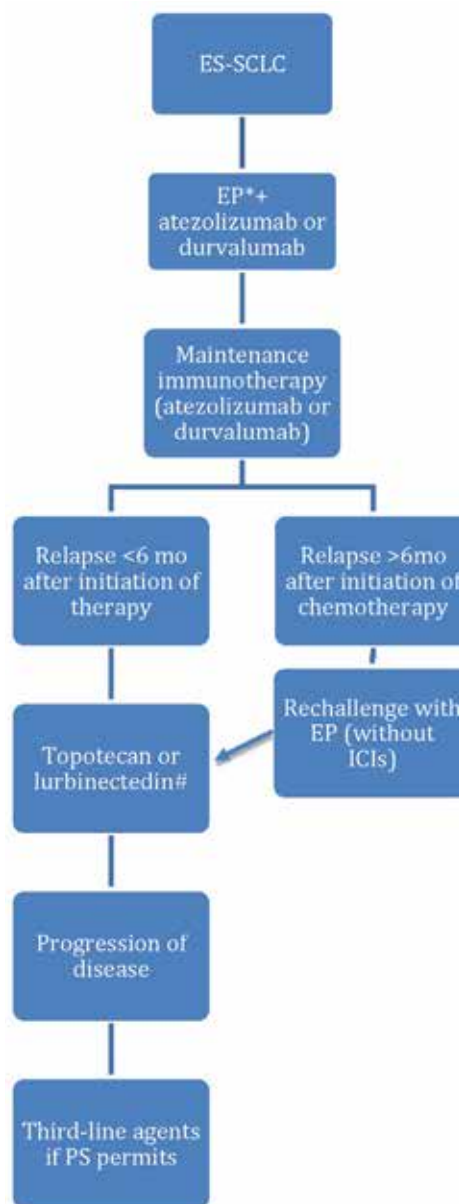 ES-SCLC
EP*+
atezolizumab or
durvalumab
Maintenance
immunotherapy
(atezolizumab or
durvalumab)
Relapse <6 mo
after initiation of
therapy
Relapse >6mo
after initiation of
chemotherapy
Rechallenge with
EP (without
ICIs)
Topotecan or
lurbinectedin#
Progression of
disease
Third-line agents
if PS permits